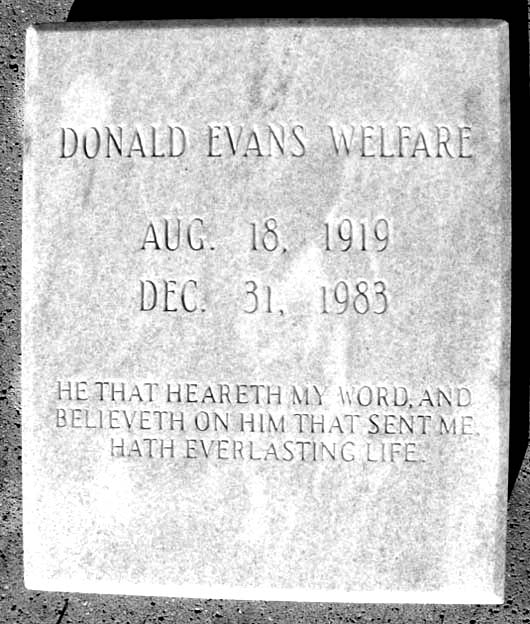 DONALD EVANS WELFARE
AUG. 18, 1919
DEC. 31, 1983
HE THAT HEARETH MY WORD, AND
BELIEVETH ON HIM THAT SENT ME,
HATH EVERLASTING LIFE.